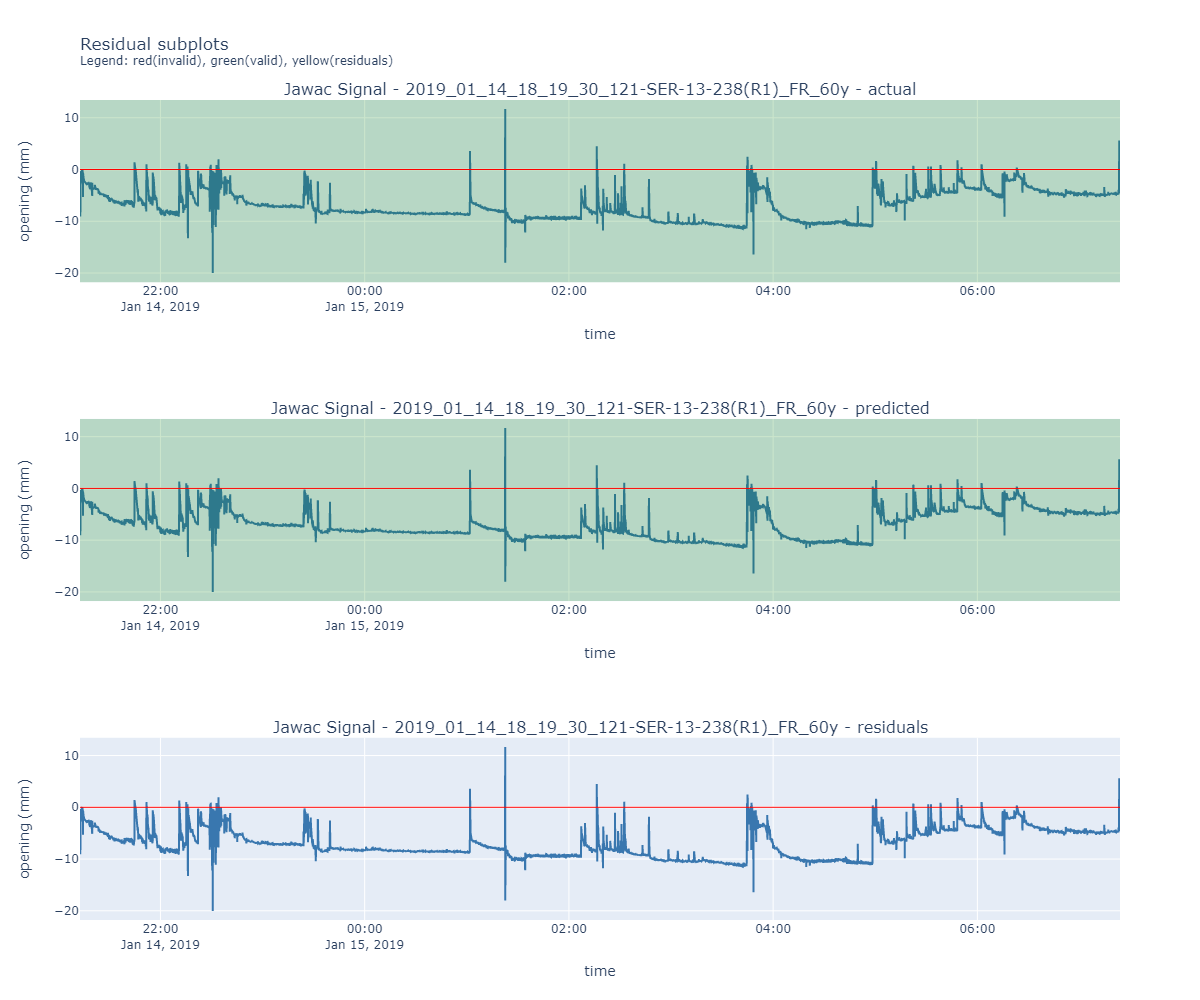 Residual subplots
Legend: red(invalid), green(valid), yellow(residuals)
Jawac Signal - 2019_01_14_18_19_30_121-SER-13-238(R1)_FR_60y - actual
10
0
−10
−20
opening (mm)
22:00 00:00 02:00 04:00 06:00
Jan 14, 2019 Jan 15, 2019
time
Jawac Signal - 2019_01_14_18_19_30_121-SER-13-238(R1)_FR_60y - predicted
10
0
−10
−20
opening (mm)
22:00 00:00 02:00 04:00 06:00
Jan 14, 2019 Jan 15, 2019
time
Jawac Signal - 2019_01_14_18_19_30_121-SER-13-238(R1)_FR_60y - residuals
10
0
−10
−20
opening (mm)
22:00 00:00 02:00 04:00 06:00
Jan 14, 2019 Jan 15, 2019
time